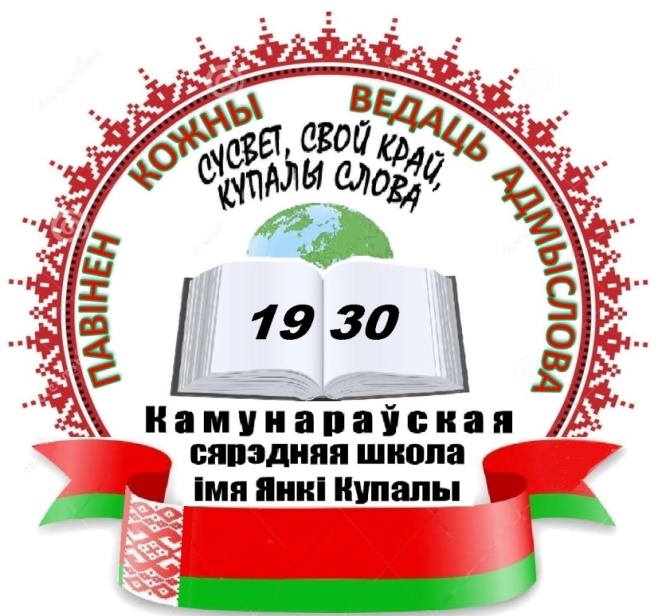 ПАВІНЕН КОЖНЫ ВЕДАЦЬ АДМЫСЛОВА
СУСВЕТ, СВОЙ КРАЙ,
КУПАЛЫ СЛОВА
19 30
Камунараўская
сярэдняя школа
імя Янкі Купалы